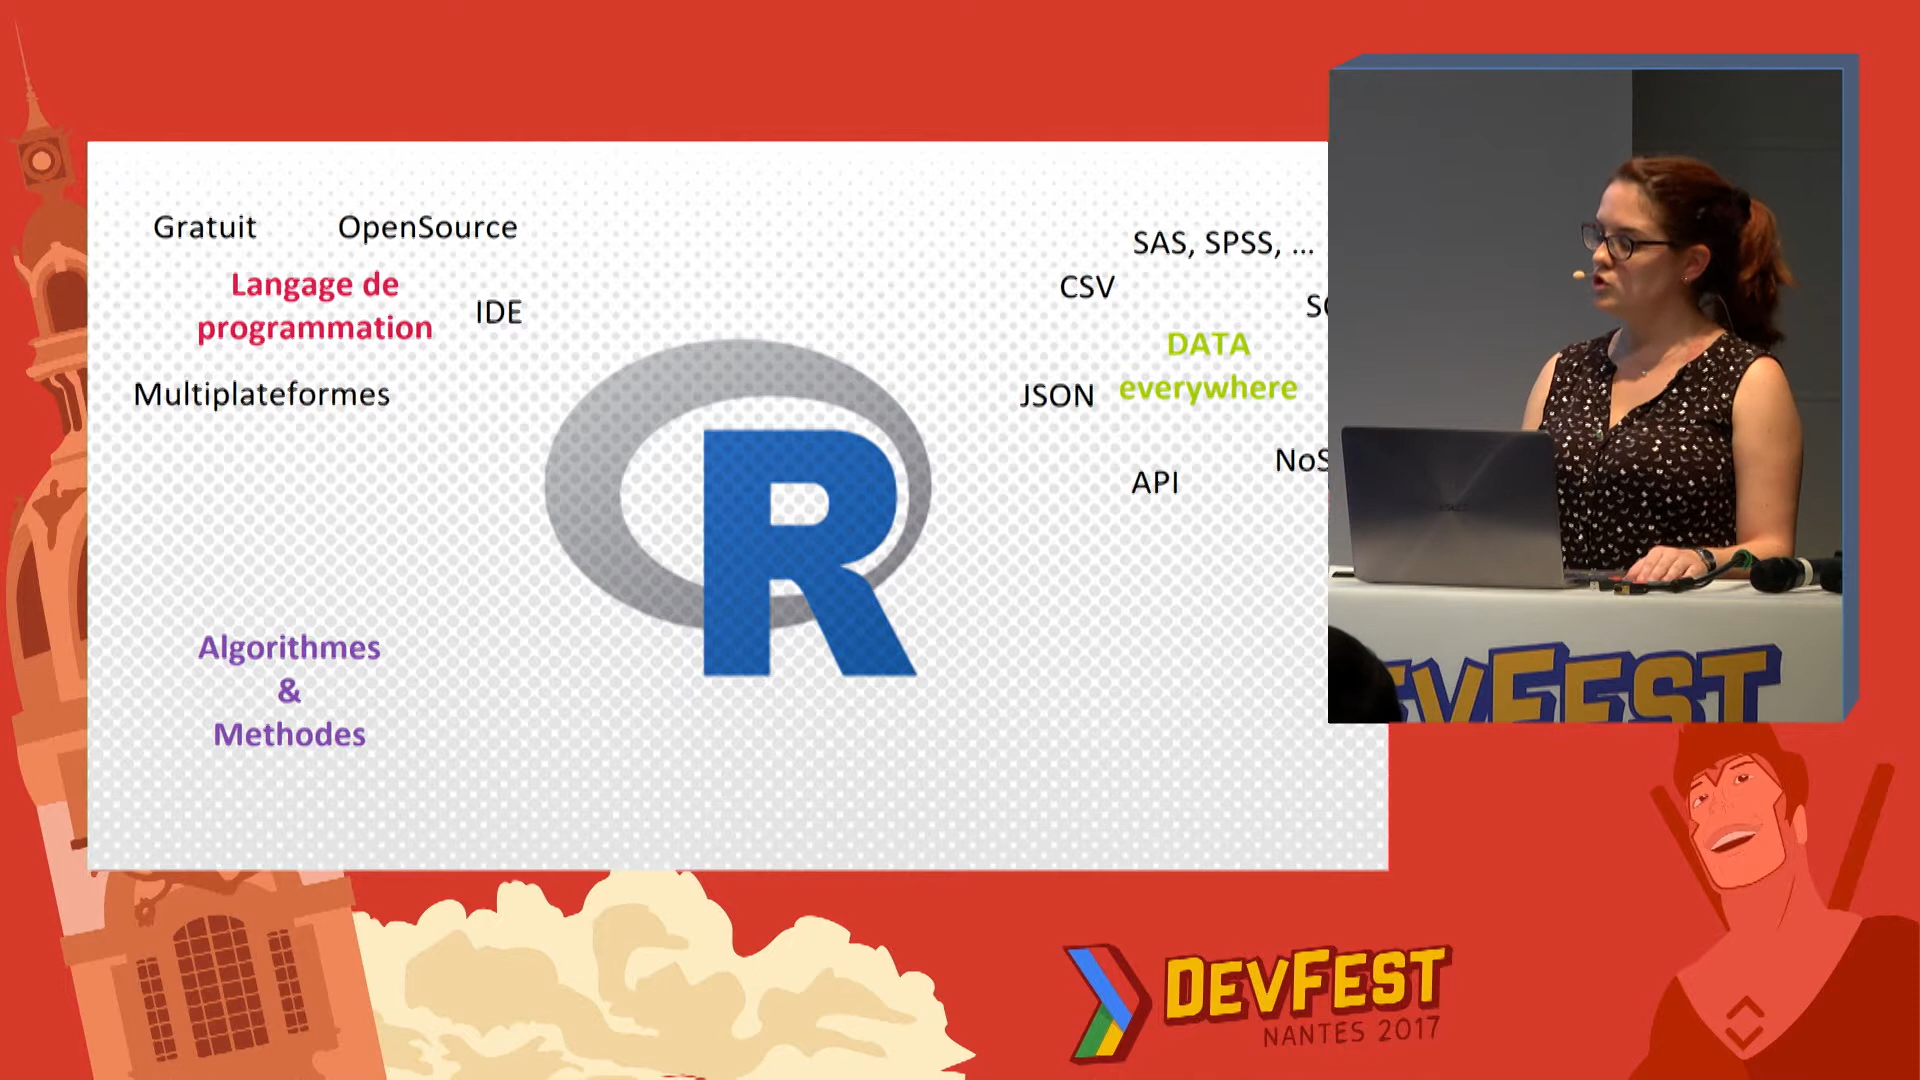 Gratuit
OpenSource
Langage de
programmation
IDE
Multiplateformes
Algorithmes
&
Methodes
SAS, SPSS, ...
CSV
DATA
everywhere
JSON
API
R
DEVFEST
NANTES 2017